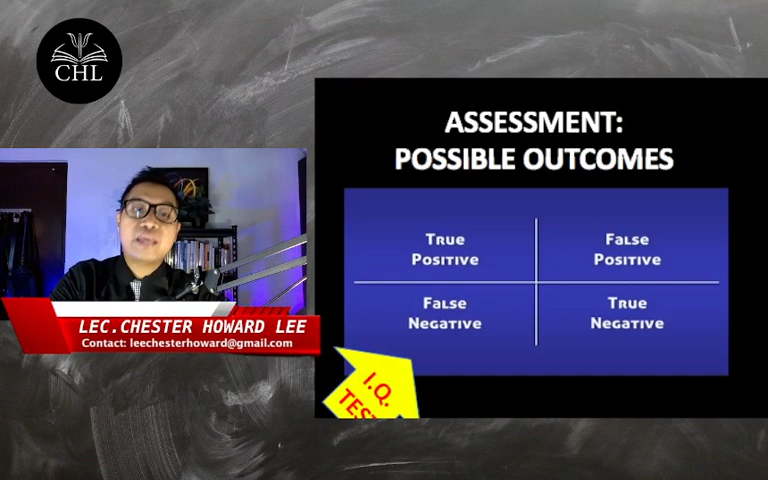 CHL
ASSESSMENT:
POSSIBLE OUTCOMES
True
Positive
False
Positive
False
Negative
True
Negative
LEC.CHESTER HOWARD LEE
Contact: leechesterhoward@gmail.com
I.Q.